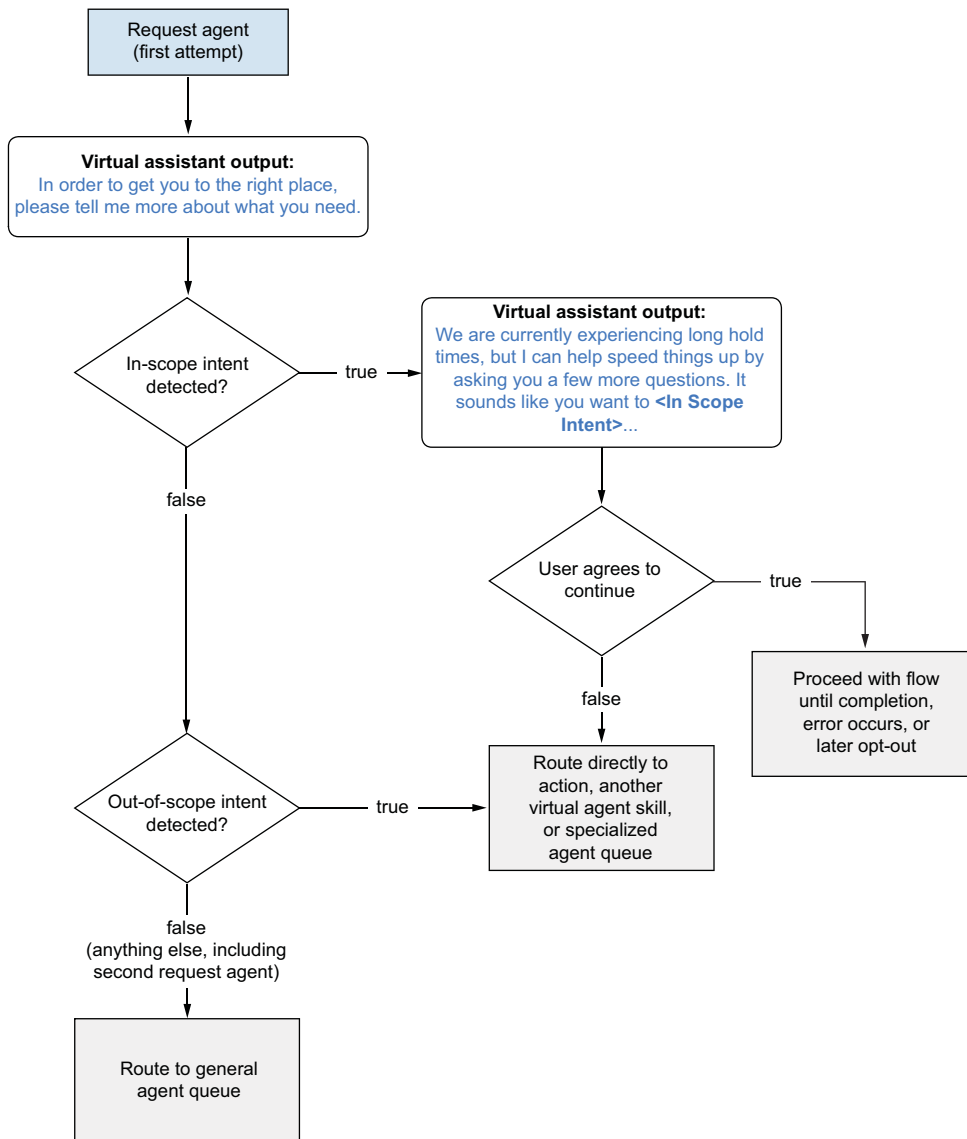 Request agent
(first attempt)
Virtual assistant output:
In order to get you to the right place,
please tell me more about what you need.
In-scope intent
detected?
true
Virtual assistant output:
We are currently experiencing long hold
times, but I can help speed things up by
asking you a few more questions. It
sounds like you want to <In Scope
Intent>...
false
User agrees to
continue
true
Proceed with flow
until completion,
error occurs, or
later opt-out
false
Out-of-scope intent
detected?
true
Route directly to
action, another
virtual agent skill,
or specialized
agent queue
false
(anything else, including
second request agent)
Route to general
agent queue